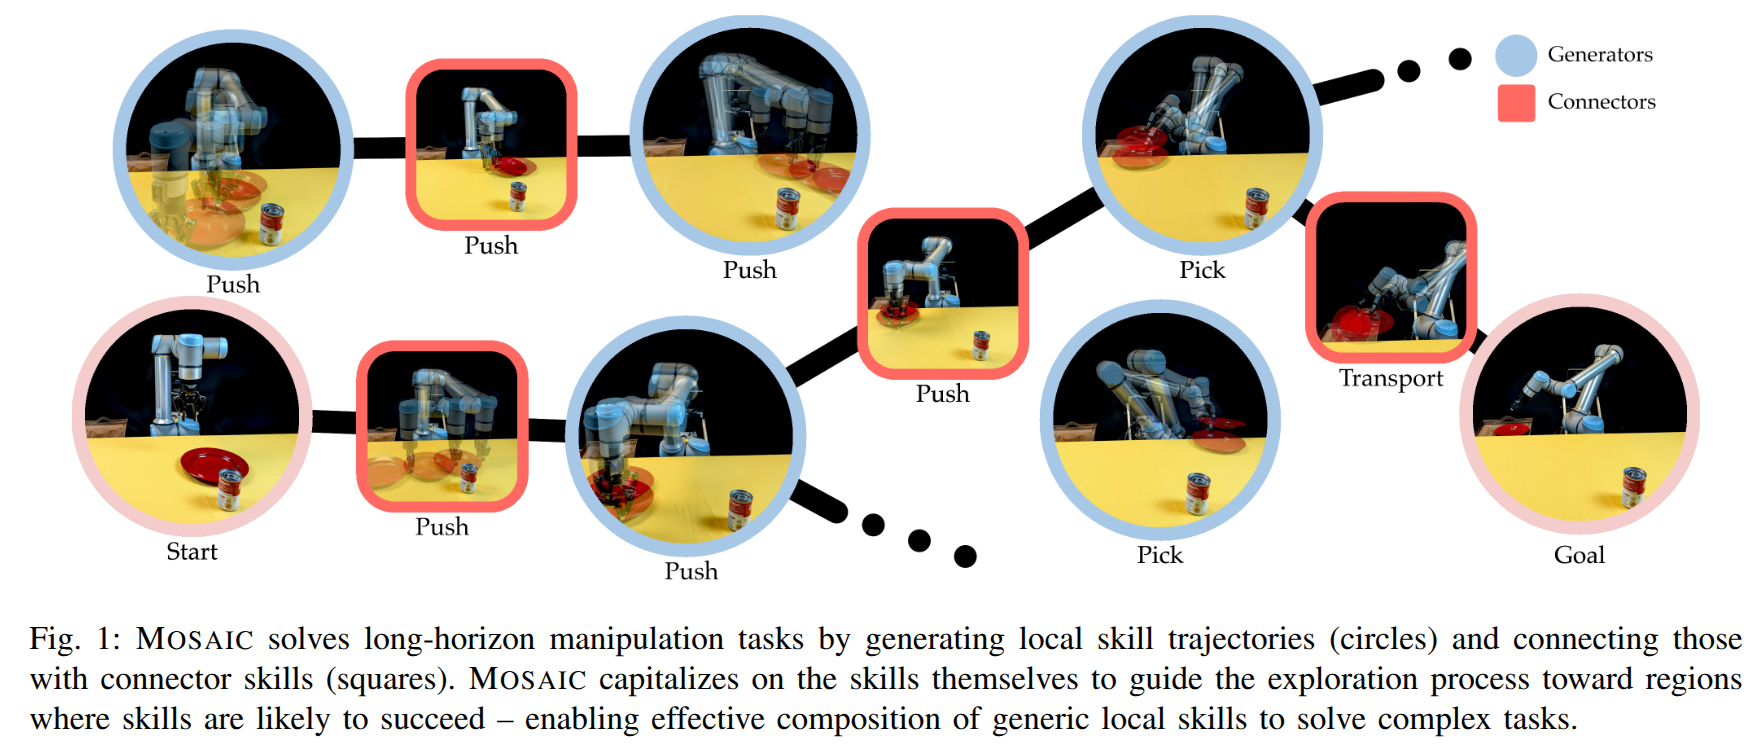 Generators
Connectors
Push
Push
Push
Pick
Push
Transport
Start
Push
Push
Pick
Goal
Fig. 1: MOSAIC solves long-horizon manipulation tasks by generating local skill trajectories (circles) and connecting those
with connector skills (squares). MOSAIC capitalizes on the skills themselves to guide the exploration process toward regions
where skills are likely to succeed – enabling effective composition of generic local skills to solve complex tasks.